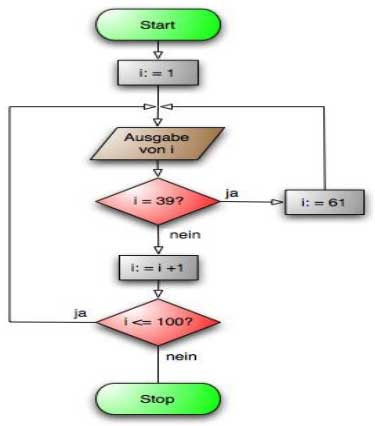 Start
i: = 1
Ausgabe
von i
i = 39?
ja
i: = 61
nein
i: = i +1
ja
i <= 100?
nein
Stop